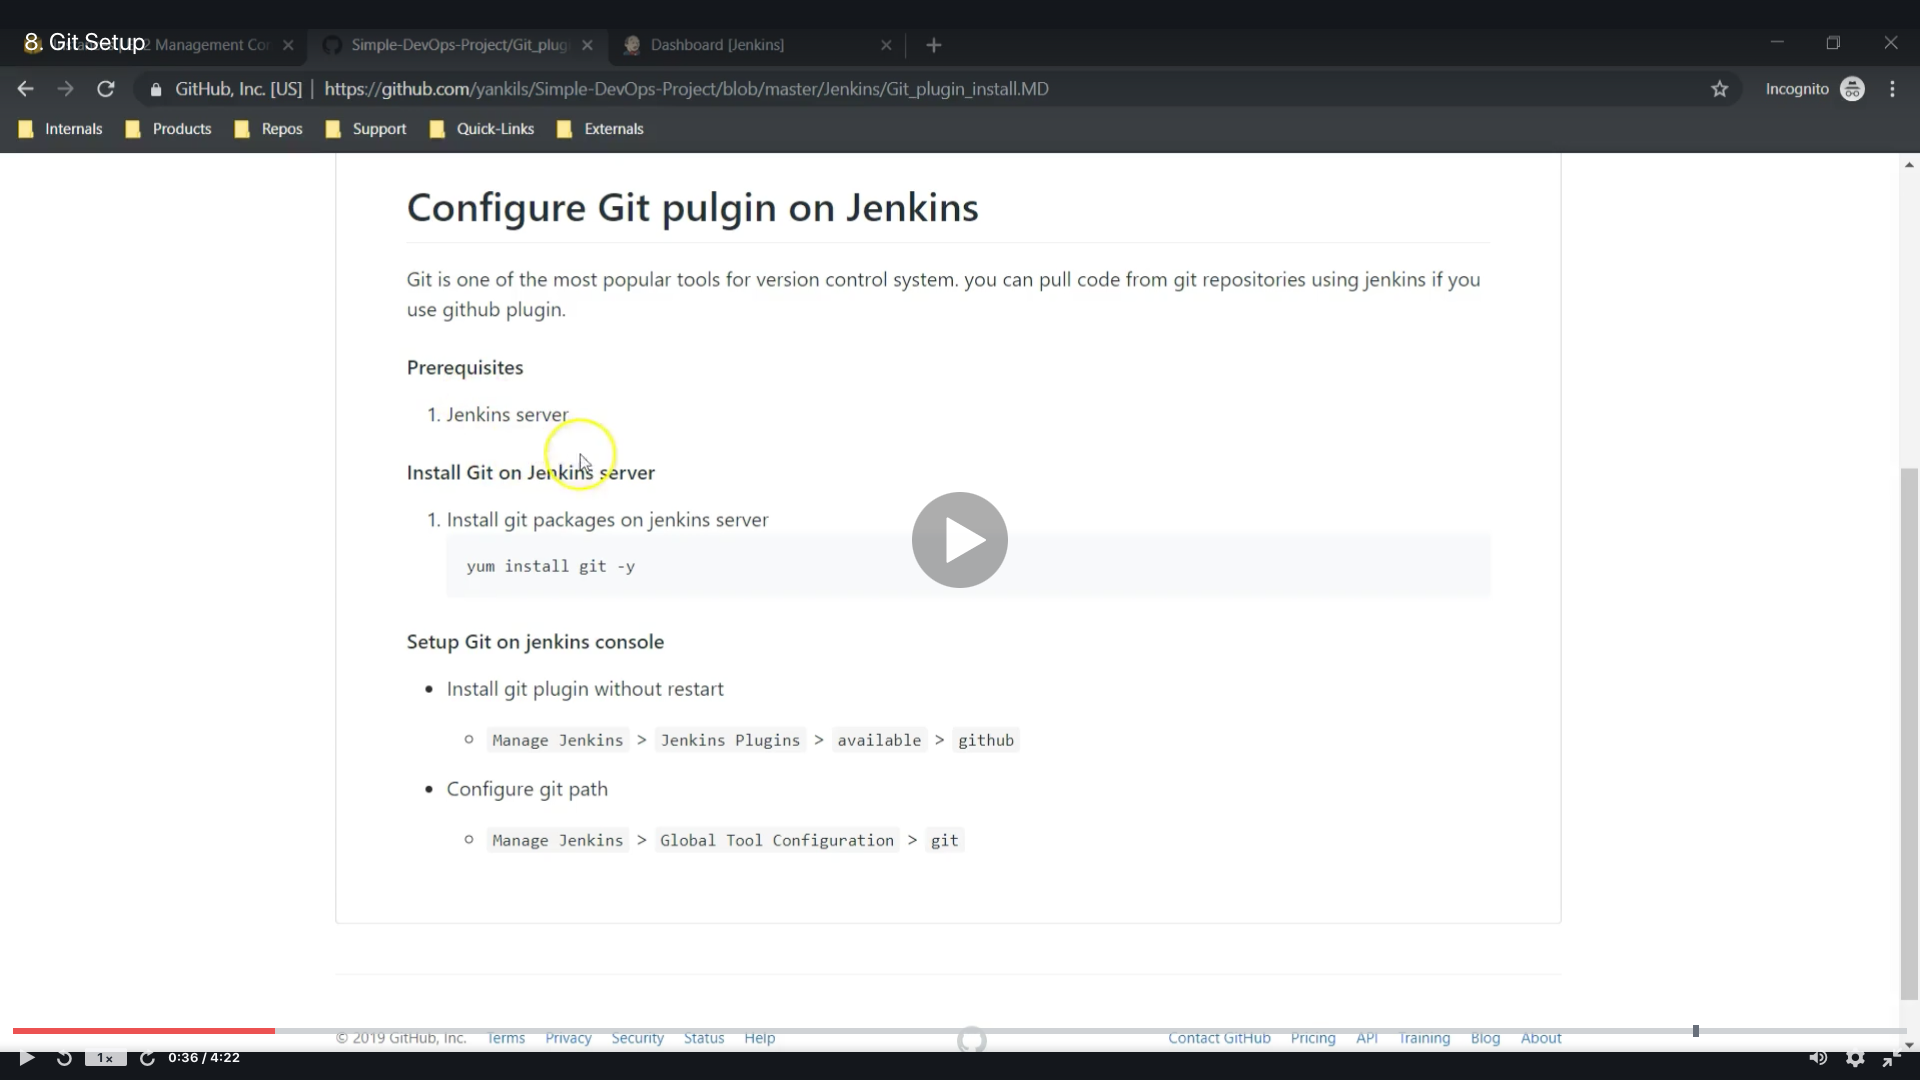 8. Git Setup
2 Management Co
Simple-DevOps-Project/Git_plug
Dashboard [Jenkins]
GitHub, Inc. [US] | https://github.com/yankils/Simple-DevOps-Project/blob/master/Jenkins/Git_plugin_install.MD
Incognito
Internals Products Repos Support Quick-Links Externals
Configure Git pulgin on Jenkins
Git is one of the most popular tools for version control system. you can pull code from git repositories using jenkins if you
use github plugin.
Prerequisites
1. Jenkins server
Install Git on Jenkins server
1. Install git packages on jenkins server
yum install git -y
Setup Git on jenkins console
• Install git plugin without restart
Manage Jenkins > Jenkins Plugins > available > github
• Configure git path
Manage Jenkins > Global Tool Configuration > git
© 2019 GitHub, Inc. Terms Privacy Security Status Help Contact GitHub Pricing API Training Blog About
1x 0:36 / 4:22